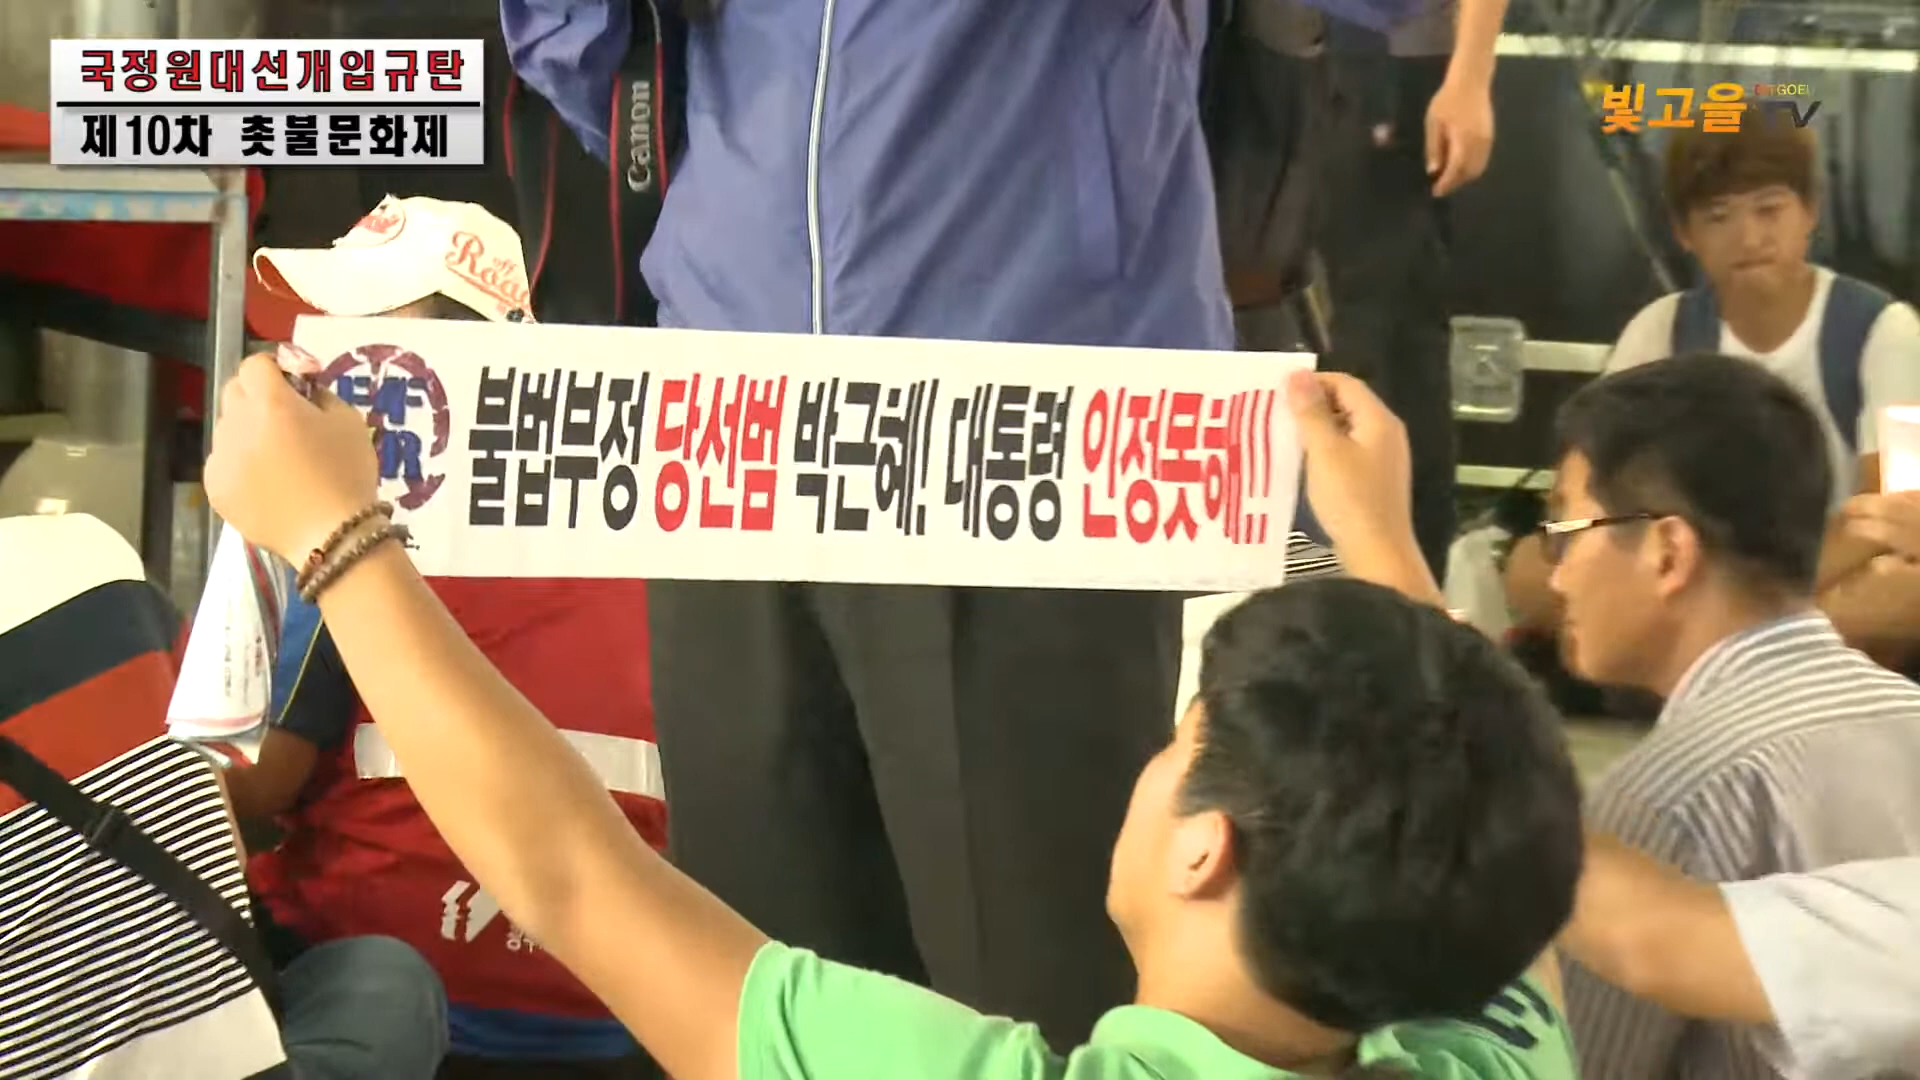 국정원대선개입규탄
제10차 촛불문화제
빛고을TV
Canon
off
Road
불법부정 당선범 박근혜! 대통령 인정못해!!